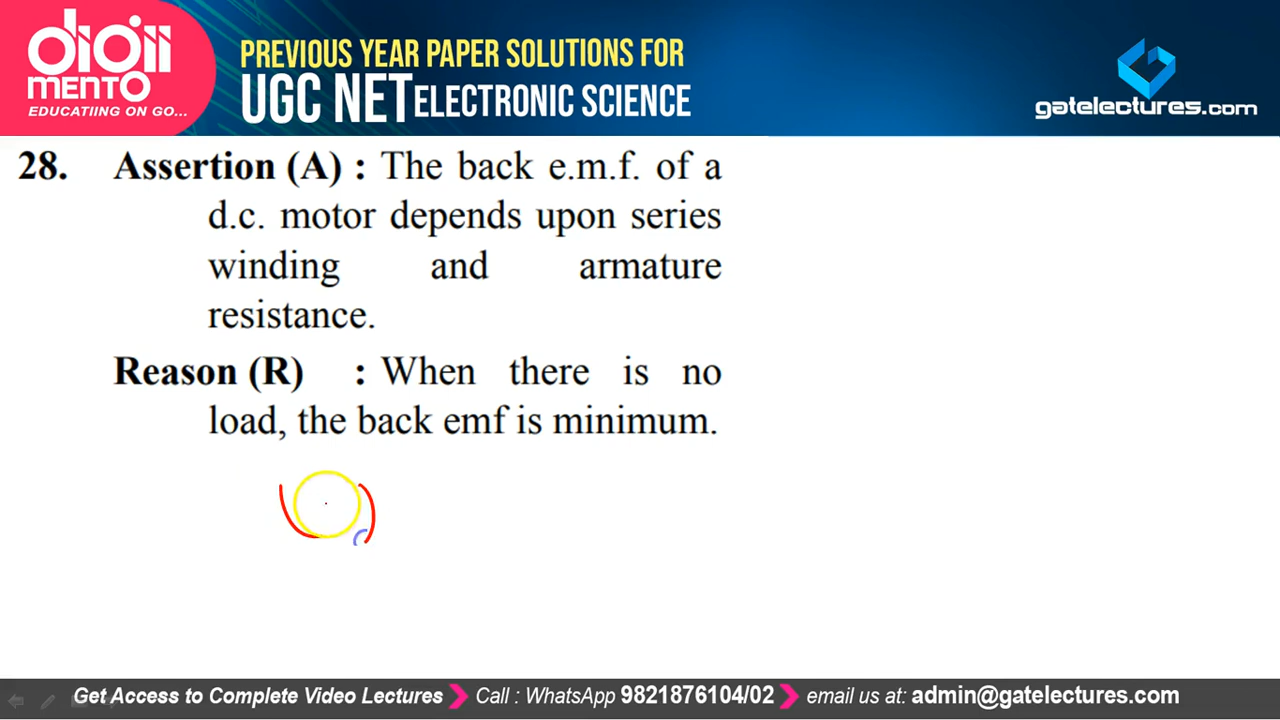 dioii
MENTO
EDUCATIING ON GO...
PREVIOUS YEAR PAPER SOLUTIONS FOR
UGC NET ELECTRONIC SCIENCE
gatelectures.com
28. Assertion (A) : The back e.m.f. of a
d.c. motor depends upon series
winding and armature
resistance.
Reason (R) : When there is no
load, the back emf is minimum.
Get Access to Complete Video Lectures Call : WhatsApp 9821876104/02 email us at: admin@gatelectures.com